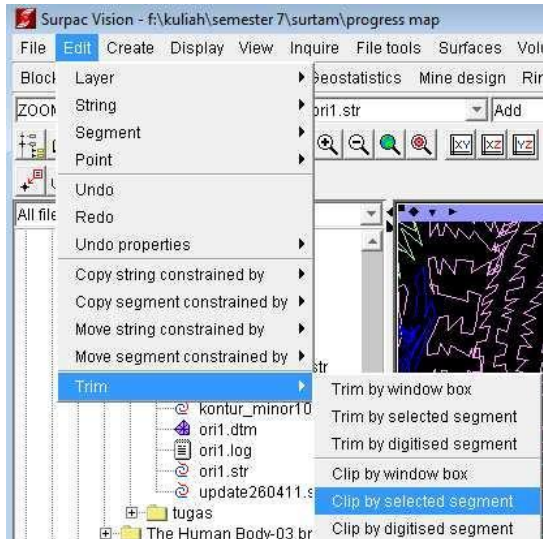 Surpac Vision - f:\kuliah\semester 7\surtam\progress map
File Edit Create Display View Inquire File tools Surfaces
Layer
String
Segment
Point
Undo
Redo
Undo properties
Copy string constrained by
Copy segment constrained by
Move string constrained by
Move segment constrained by
Trim
Geostatistics Mine design
ori1.str
Add
XY XZ YZ
All file
str
kontur_minor10
ori1.dtm
ori1.log
ori1.str
update260411.s
tugas
The Human Body-03 br
Trim by window box
Trim by selected segment
Trim by digitised segment
Clip by window box
Clip by selected segment
Clip by digitised segment